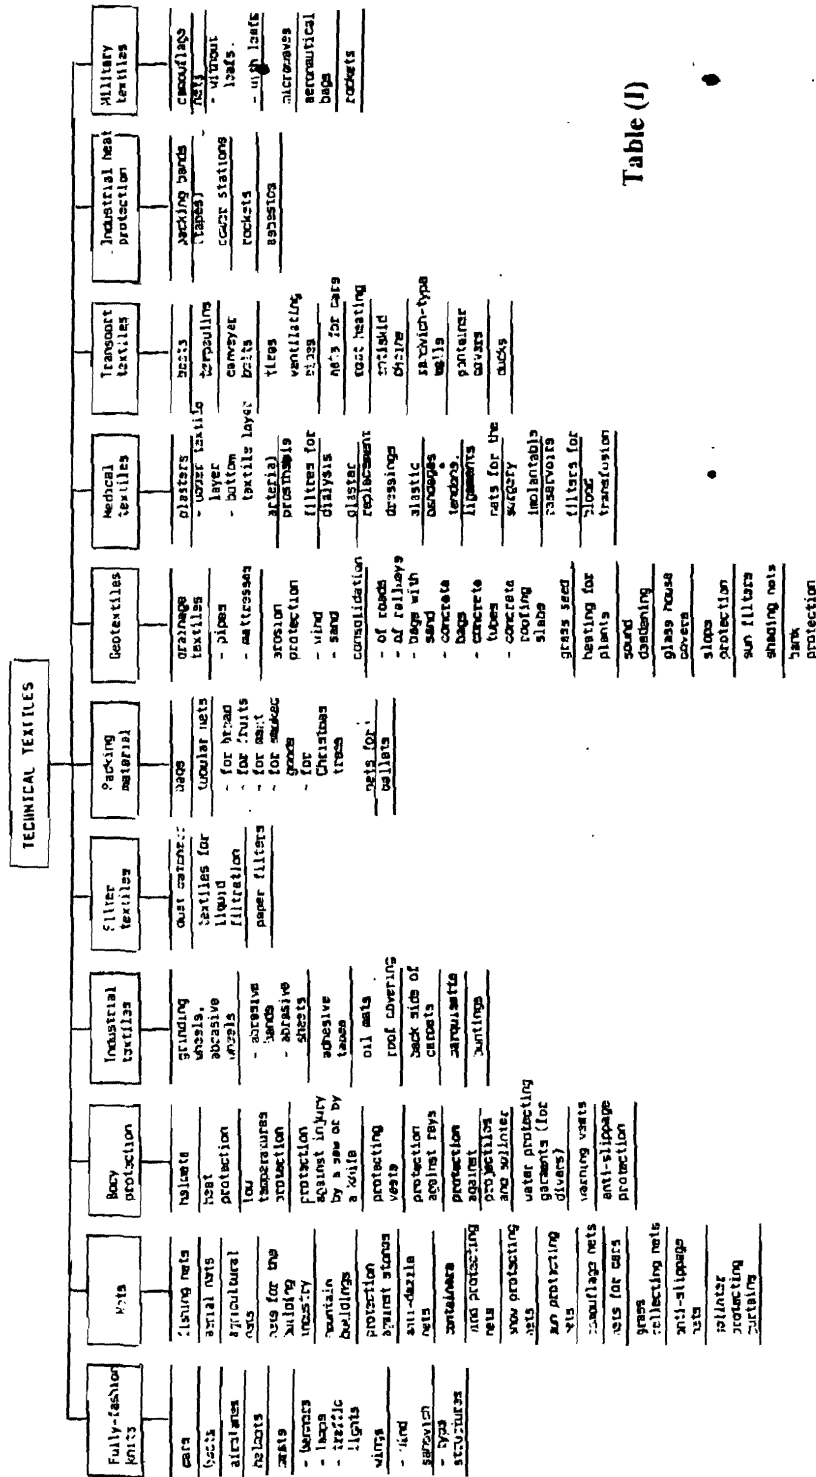 TECHNICAL TEXTILES
Fully-fashion
knits
cars
boats
airplanes
helmets
- bumpers
- lamps
- traffic
lights
wings
- wind
sandwich
- type
structures
Nets
fishing nets
aerial nets
agricultural
nets
nets for the
building
industry
mountain
buildings
protection
against stones
anti-dazzle
nets
containers
wind protecting
nets
snow protecting
nets
sun protecting
nets
camouflage nets
nets for cars
grass
collecting nets
anti-slippage
nets
splinter
protecting
curtains
Body
protection
helmets
heat
protection
low
temperatures
protection
protection
against injury
by a saw or by
a knife
protecting
vests
protection
against rays
protection
against
projectiles
and splinter
water protecting
garments (for
divers)
warning vests
anti-slippage
protection
Industrial
textiles
grinding
wheels,
abrasive
wheels
- abrasive
bands
- abrasive
sheets
adhesive
tapes
oil mats
roof covering
back side of
carpets
marquisette
buntings
Filter
textiles
dust
textiles for
liquid
filtration
paper filters
Packing
material
bags
tubular nets
- for bread
- for fruits
- for meat
- for smoked
goods
- for
Christmas
trees
nets for
pallets
Geotextiles
drainage
textiles
- pipes
- mattresses
erosion
protection
- wind
- sand
consolidation
- of roads
- of railways
- bags with
sand
- concrete
bags
- concrete
tubes
- concrete
roofing
slabs
grass seed
heating for
plants
sound
dampening
glass house
covers
slope
protection
sun filters
shading nets
bank
protection
Medical
textiles
plasters
- upper textile
layer
- bottom
textile layer
arterial
prosthesis
filtres for
dialysis
plaster
replacement
dressings
elastic
bandages
tendons,
ligaments
nets for the
surgery
implantable
reservoirs
filters for
blood
transfusion
Transport
textiles
boats
tarpaulins
conveyer
belts
tires
ventilating
pipes
nets for cars
seat heating
antiskid
chains
sandwich-type
walls
container
covers
ducks
Industrial heat
protection
packing bands
(tapes)
cover stations
rockets
asbestos
Military
textiles
camouflage
nets
- without
leafs.
- with leafs
microwaves
aeronautical
bags
rockets
Table (I)